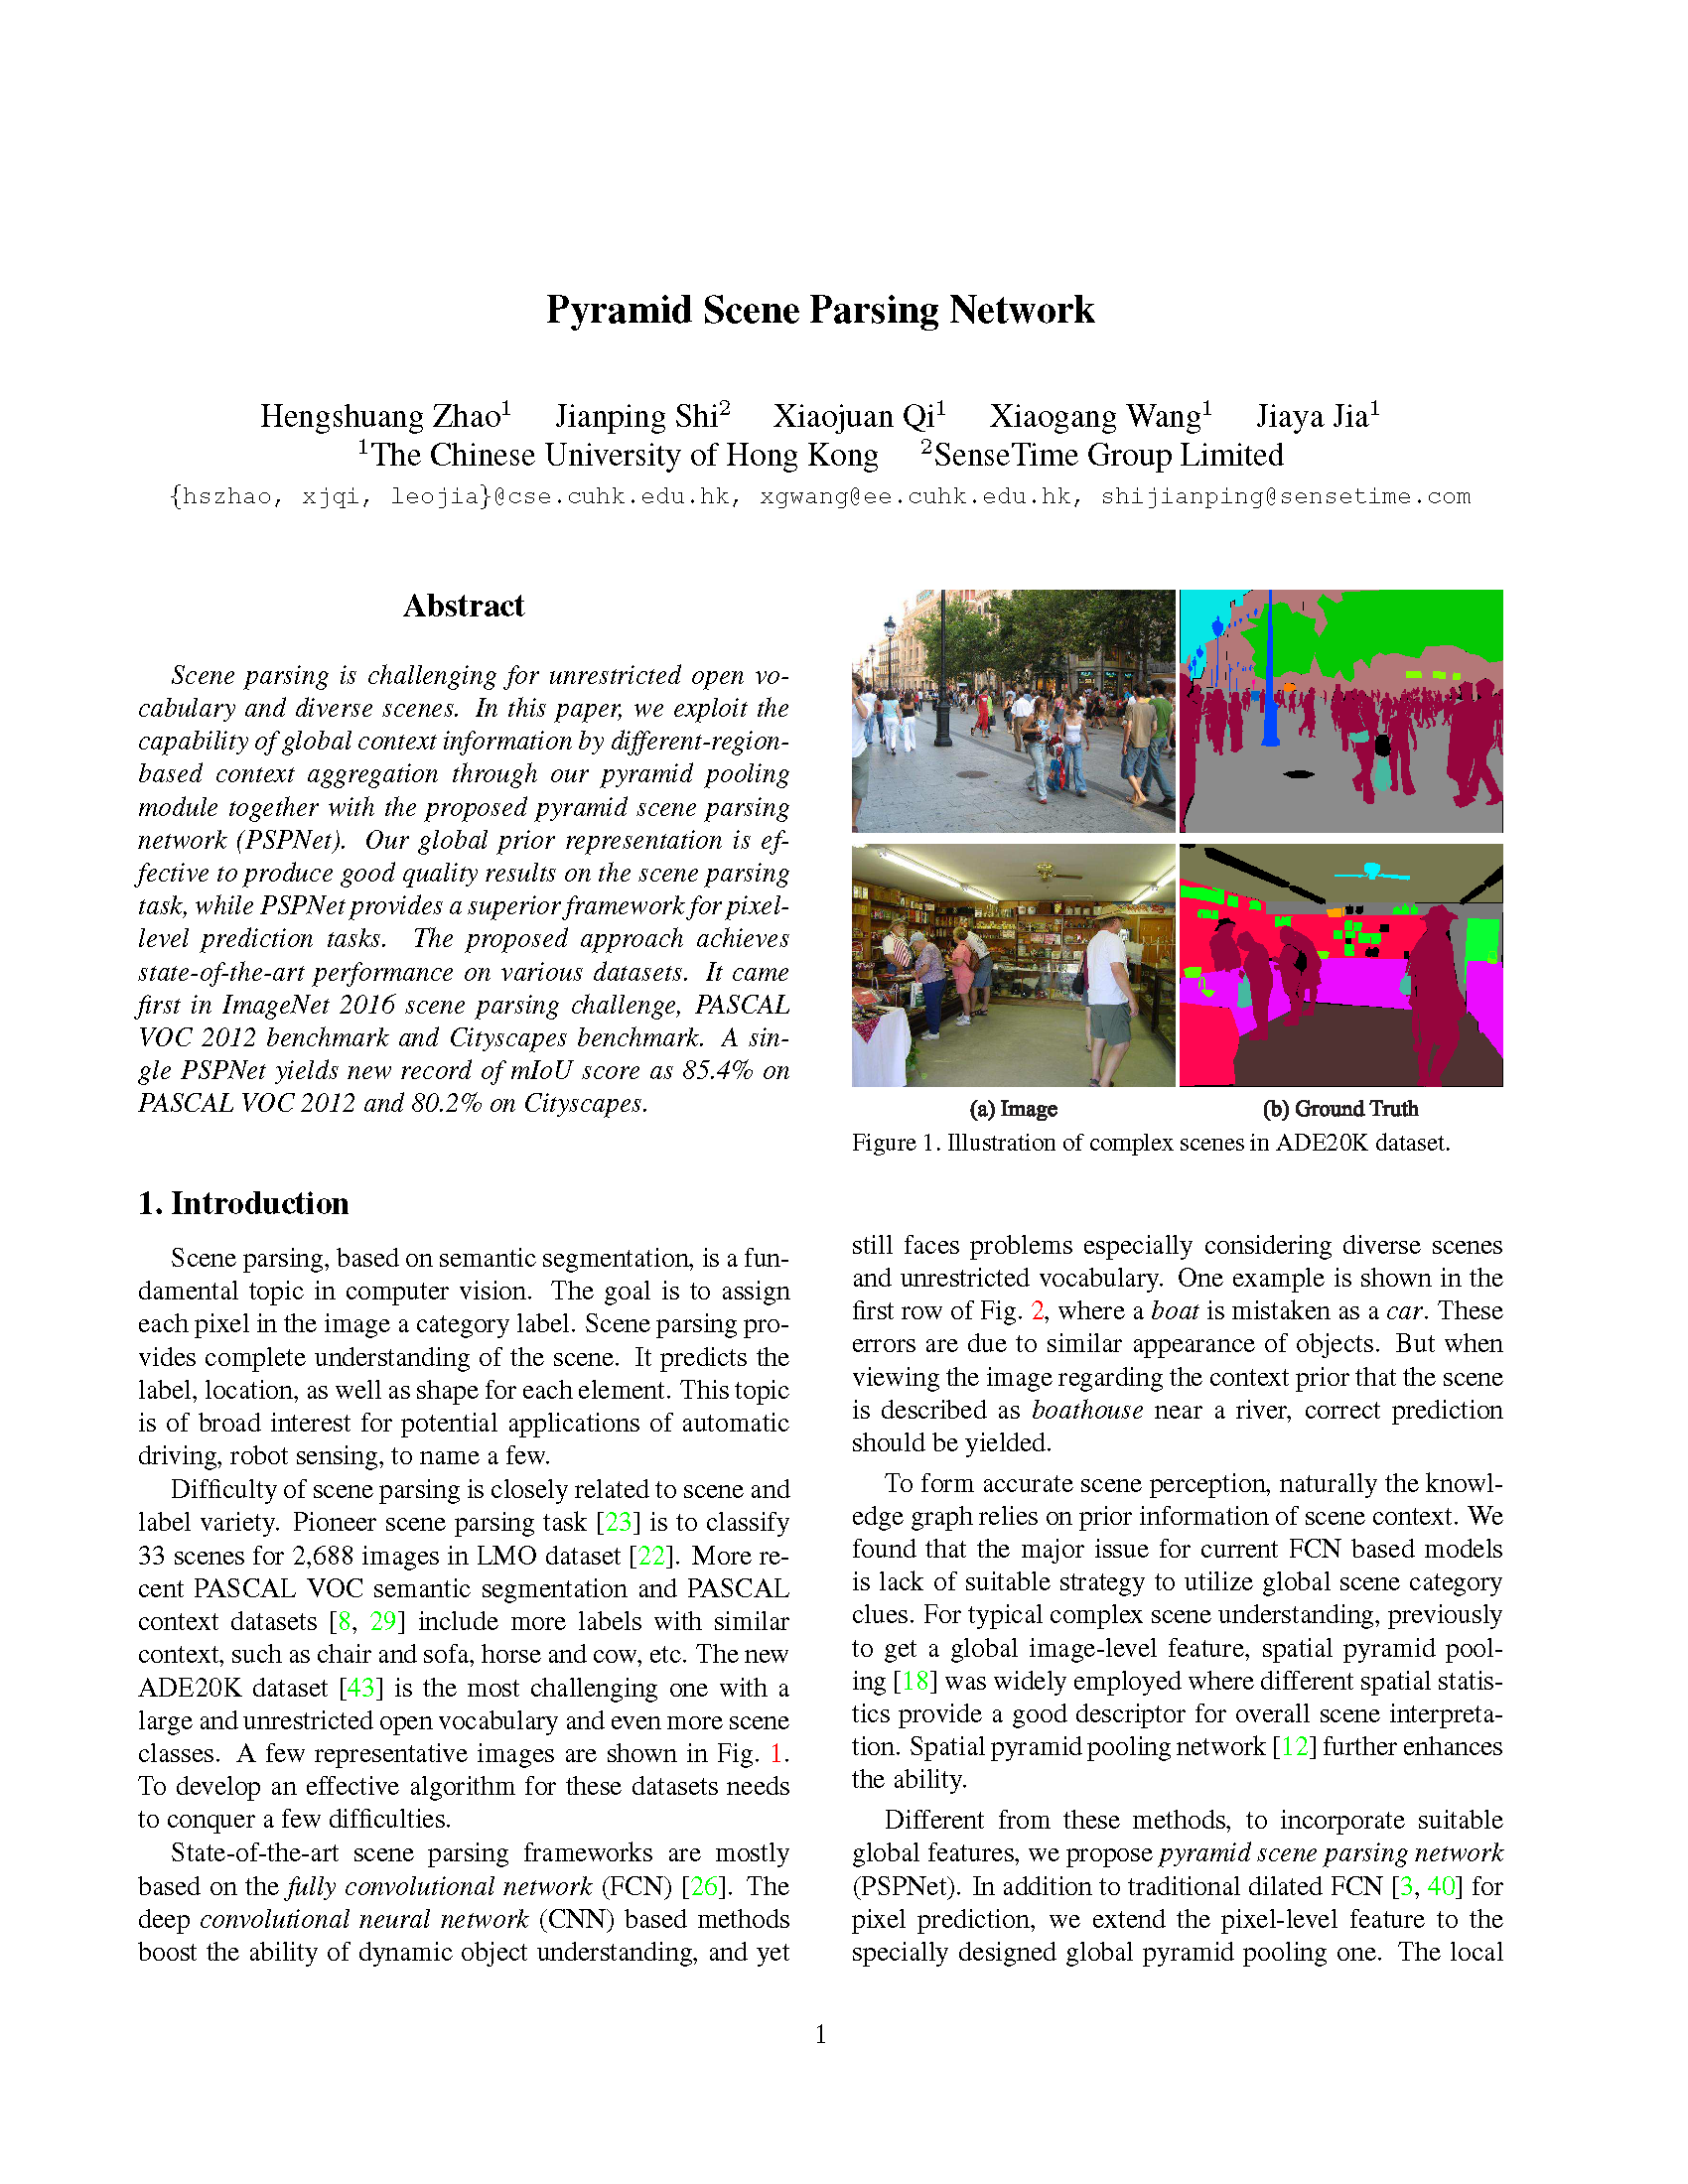 Pyramid Scene Parsing Network
Hengshuang Zhao¹ Jianping Shi² Xiaojuan Qi¹ Xiaogang Wang¹ Jiaya Jia¹
¹The Chinese University of Hong Kong ²SenseTime Group Limited
{hszhao, xjqi, leojia}@cse.cuhk.edu.hk, xgwang@ee.cuhk.edu.hk, shijianping@sensetime.com
Abstract
Scene parsing is challenging for unrestricted open vo-
cabulary and diverse scenes. In this paper, we exploit the
capability of global context information by different-region-
based context aggregation through our pyramid pooling
module together with the proposed pyramid scene parsing
network (PSPNet). Our global prior representation is ef-
fective to produce good quality results on the scene parsing
task, while PSPNet provides a superior framework for pixel-
level prediction tasks. The proposed approach achieves
state-of-the-art performance on various datasets. It came
first in ImageNet 2016 scene parsing challenge, PASCAL
VOC 2012 benchmark and Cityscapes benchmark. A sin-
gle PSPNet yields new record of mIoU score as 85.4% on
PASCAL VOC 2012 and 80.2% on Cityscapes.
1. Introduction
Scene parsing, based on semantic segmentation, is a fun-
damental topic in computer vision. The goal is to assign
each pixel in the image a category label. Scene parsing pro-
vides complete understanding of the scene. It predicts the
label, location, as well as shape for each element. This topic
is of broad interest for potential applications of automatic
driving, robot sensing, to name a few.
Difficulty of scene parsing is closely related to scene and
label variety. Pioneer scene parsing task [23] is to classify
33 scenes for 2,688 images in LMO dataset [22]. More re-
cent PASCAL VOC semantic segmentation and PASCAL
context datasets [8, 29] include more labels with similar
context, such as chair and sofa, horse and cow, etc. The new
ADE20K dataset [43] is the most challenging one with a
large and unrestricted open vocabulary and even more scene
classes. A few representative images are shown in Fig. 1.
To develop an effective algorithm for these datasets needs
to conquer a few difficulties.
State-of-the-art scene parsing frameworks are mostly
based on the fully convolutional network (FCN) [26]. The
deep convolutional neural network (CNN) based methods
boost the ability of dynamic object understanding, and yet
(a) Image (b) Ground Truth
Figure 1. Illustration of complex scenes in ADE20K dataset.
still faces problems especially considering diverse scenes
and unrestricted vocabulary. One example is shown in the
first row of Fig. 2, where a boat is mistaken as a car. These
errors are due to similar appearance of objects. But when
viewing the image regarding the context prior that the scene
is described as boathouse near a river, correct prediction
should be yielded.
To form accurate scene perception, naturally the knowl-
edge graph relies on prior information of scene context. We
found that the major issue for current FCN based models
is lack of suitable strategy to utilize global scene category
clues. For typical complex scene understanding, previously
to get a global image-level feature, spatial pyramid pool-
ing [18] was widely employed where different spatial statis-
tics provide a good descriptor for overall scene interpreta-
tion. Spatial pyramid pooling network [12] further enhances
the ability.
Different from these methods, to incorporate suitable
global features, we propose pyramid scene parsing network
(PSPNet). In addition to traditional dilated FCN [3, 40] for
pixel prediction, we extend the pixel-level feature to the
specially designed global pyramid pooling one. The local
1